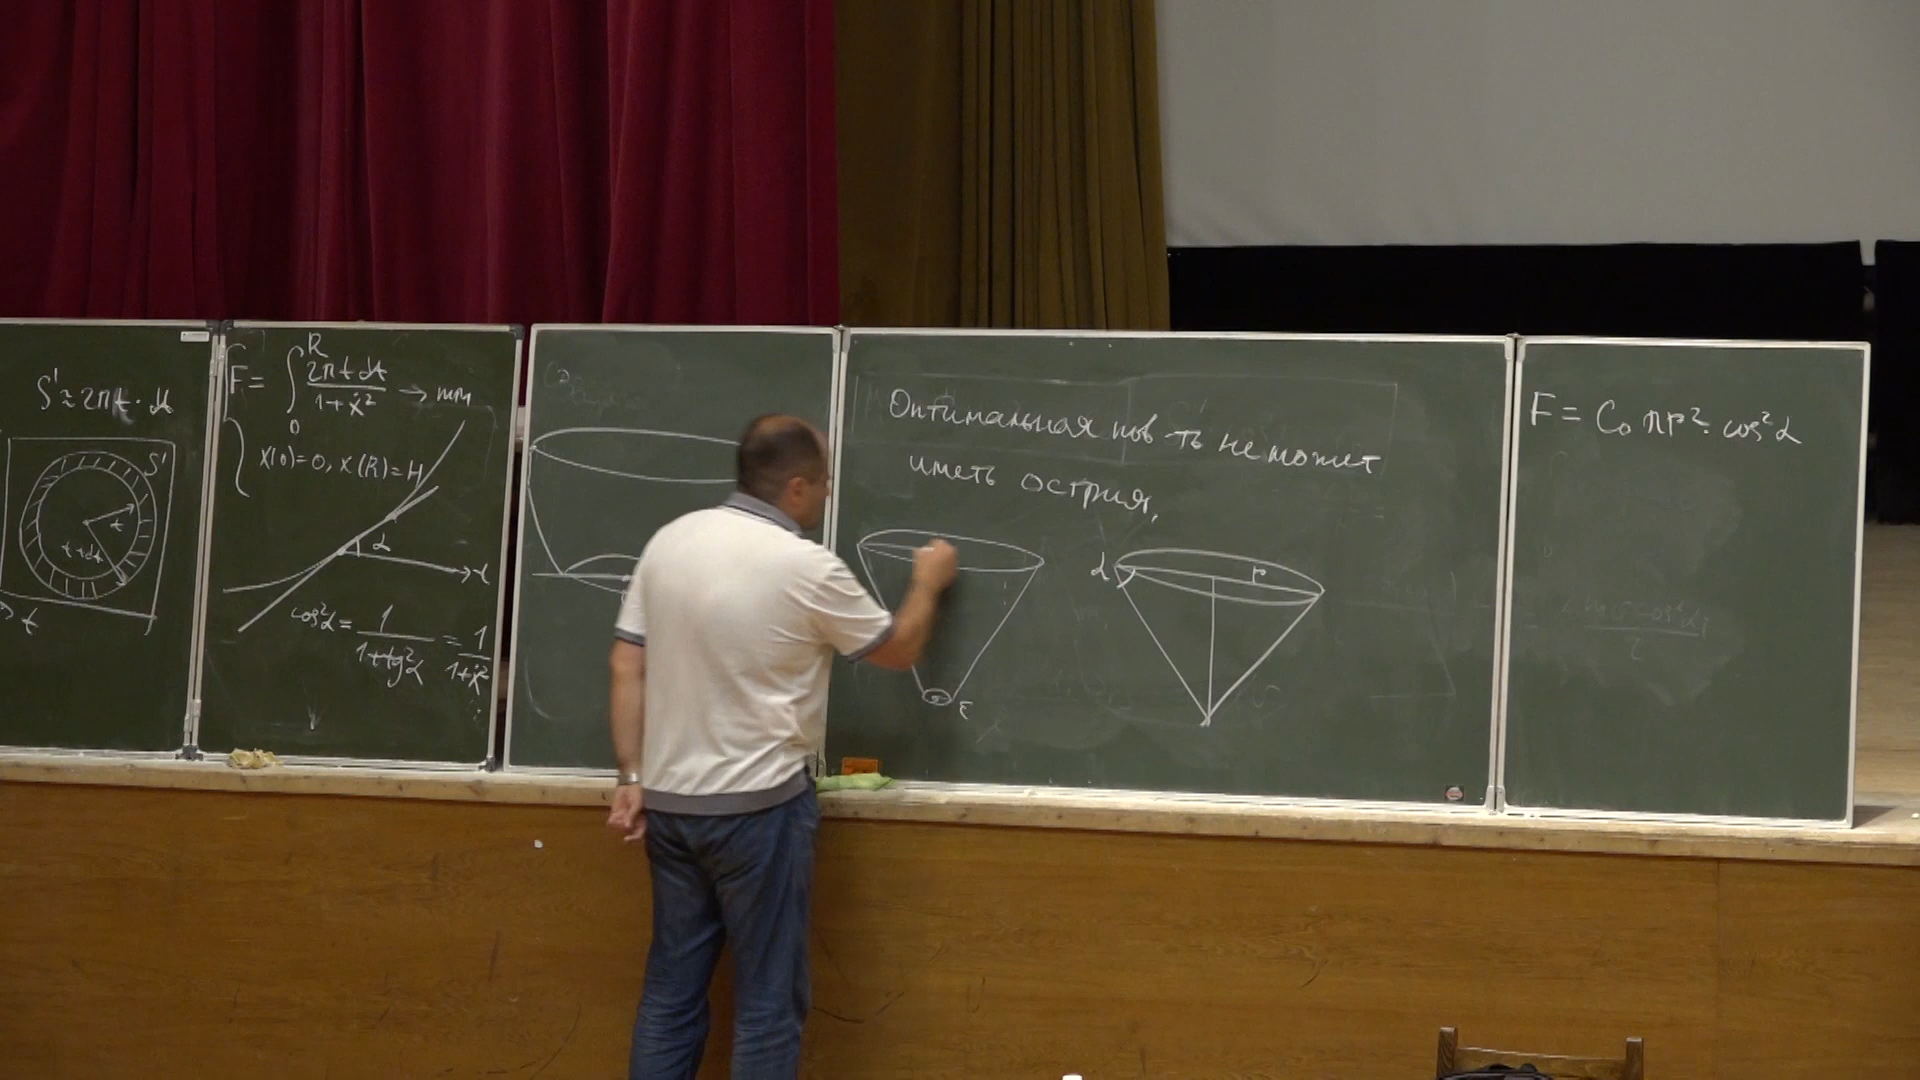 S' ≈ 2πt · dt
S'
t
t+dt
t
F = ∫₀ᴿ 2πt dt / (1+ẋ²) → min
x(0)=0, x(R)=H
α
t
cos²α = 1 / (1+tg²α) = 1 / (1+ẋ²)
Оптимальная пов-ть не может
иметь острия.
ε
α
r
F = C₀ πr² · cos²α